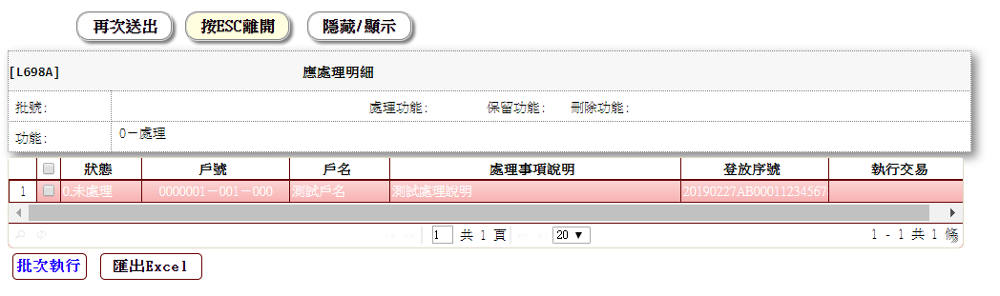 再次送出 按ESC離開 隱藏/顯示
[L698A] 應處理明細
批號: 處理功能: 保留功能: 刪除功能:
功能: 0－處理
狀態 戶號 戶名 處理事項說明 登放序號 執行交易
1 0.未處理 0000001－001－000 測試戶名 測試處理說明 20190227AB00011234567
1 共 1 頁 20 ▼ 1 - 1 共 1 條
批次執行 匯出Excel